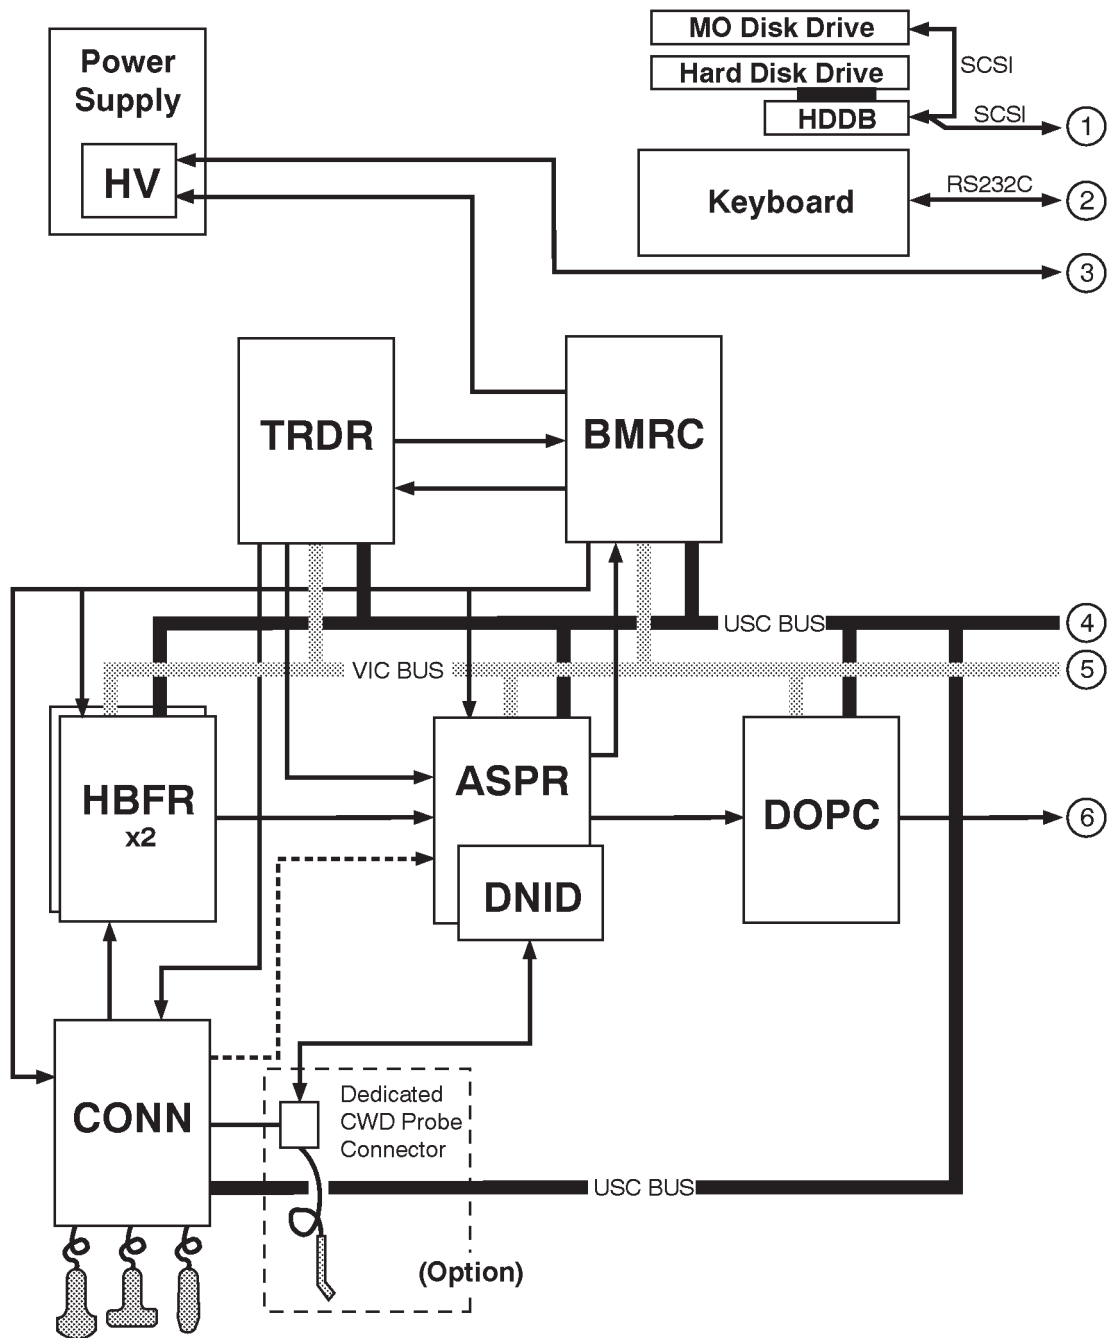 Power
Supply
HV
MO Disk Drive
Hard Disk Drive
HDDB
SCSI
SCSI
1
Keyboard
RS232C
2
3
TRDR
BMRC
USC BUS
4
VIC BUS
5
HBFR
x2
ASPR
DNID
DOPC
6
CONN
Dedicated
CWD Probe
Connector
USC BUS
(Option)